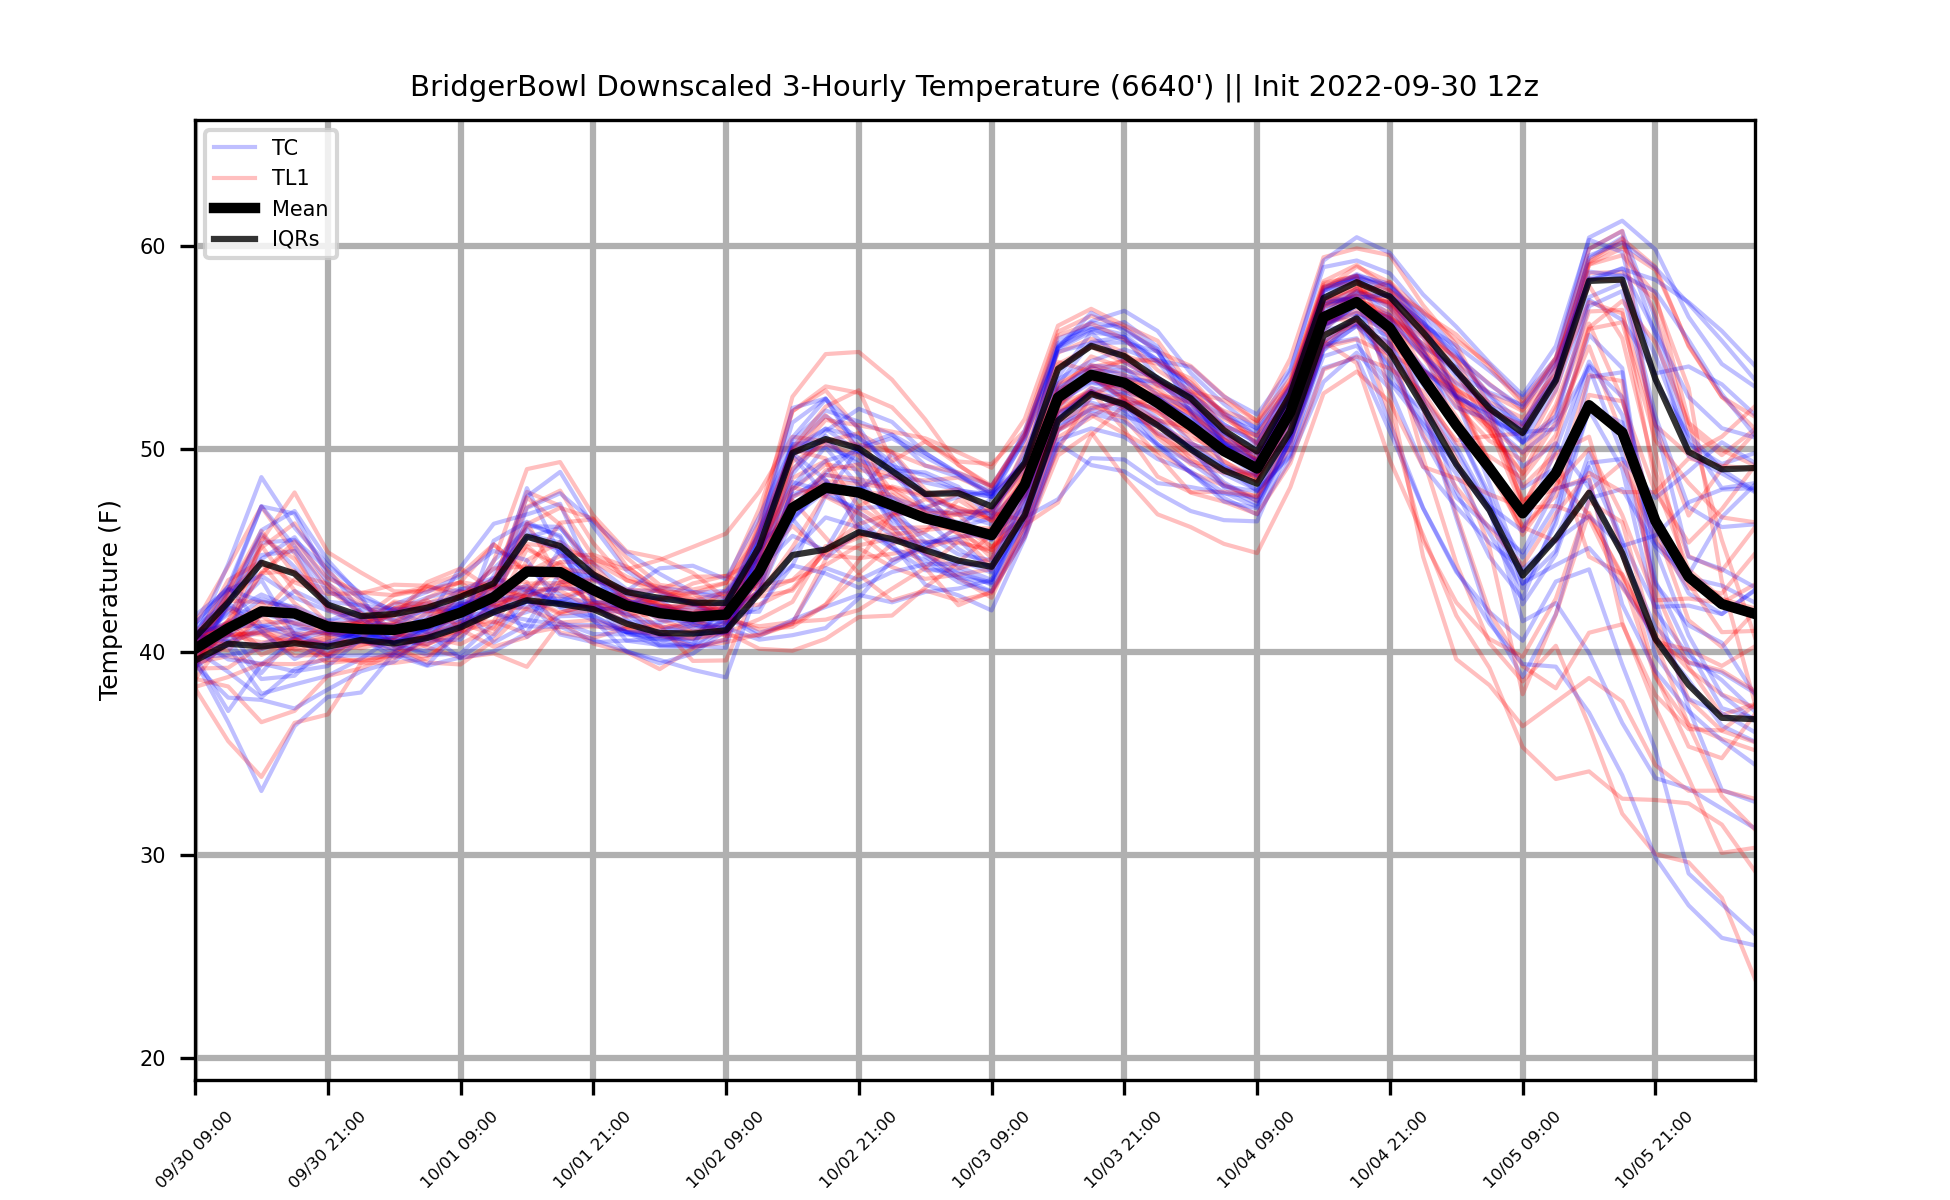 BridgerBowl Downscaled 3-Hourly Temperature (6640') || Init 2022-09-30 12z
TC
TL1
Mean
IQRs
Temperature (F)
60
50
40
30
20
09/30 09:00
09/30 21:00
10/01 09:00
10/01 21:00
10/02 09:00
10/02 21:00
10/03 09:00
10/03 21:00
10/04 09:00
10/04 21:00
10/05 09:00
10/05 21:00